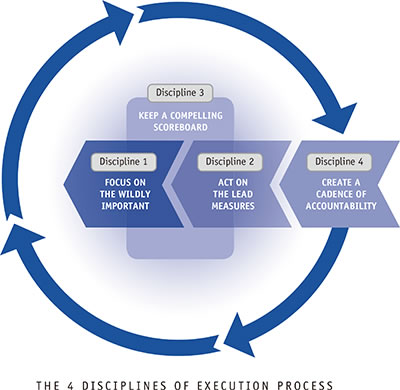 Discipline 3
KEEP A COMPELLING
SCOREBOARD
Discipline 1
FOCUS ON
THE WILDLY
IMPORTANT
Discipline 2
ACT ON
THE LEAD
MEASURES
Discipline 4
CREATE A
CADENCE OF
ACCOUNTABILITY
THE 4 DISCIPLINES OF EXECUTION PROCESS